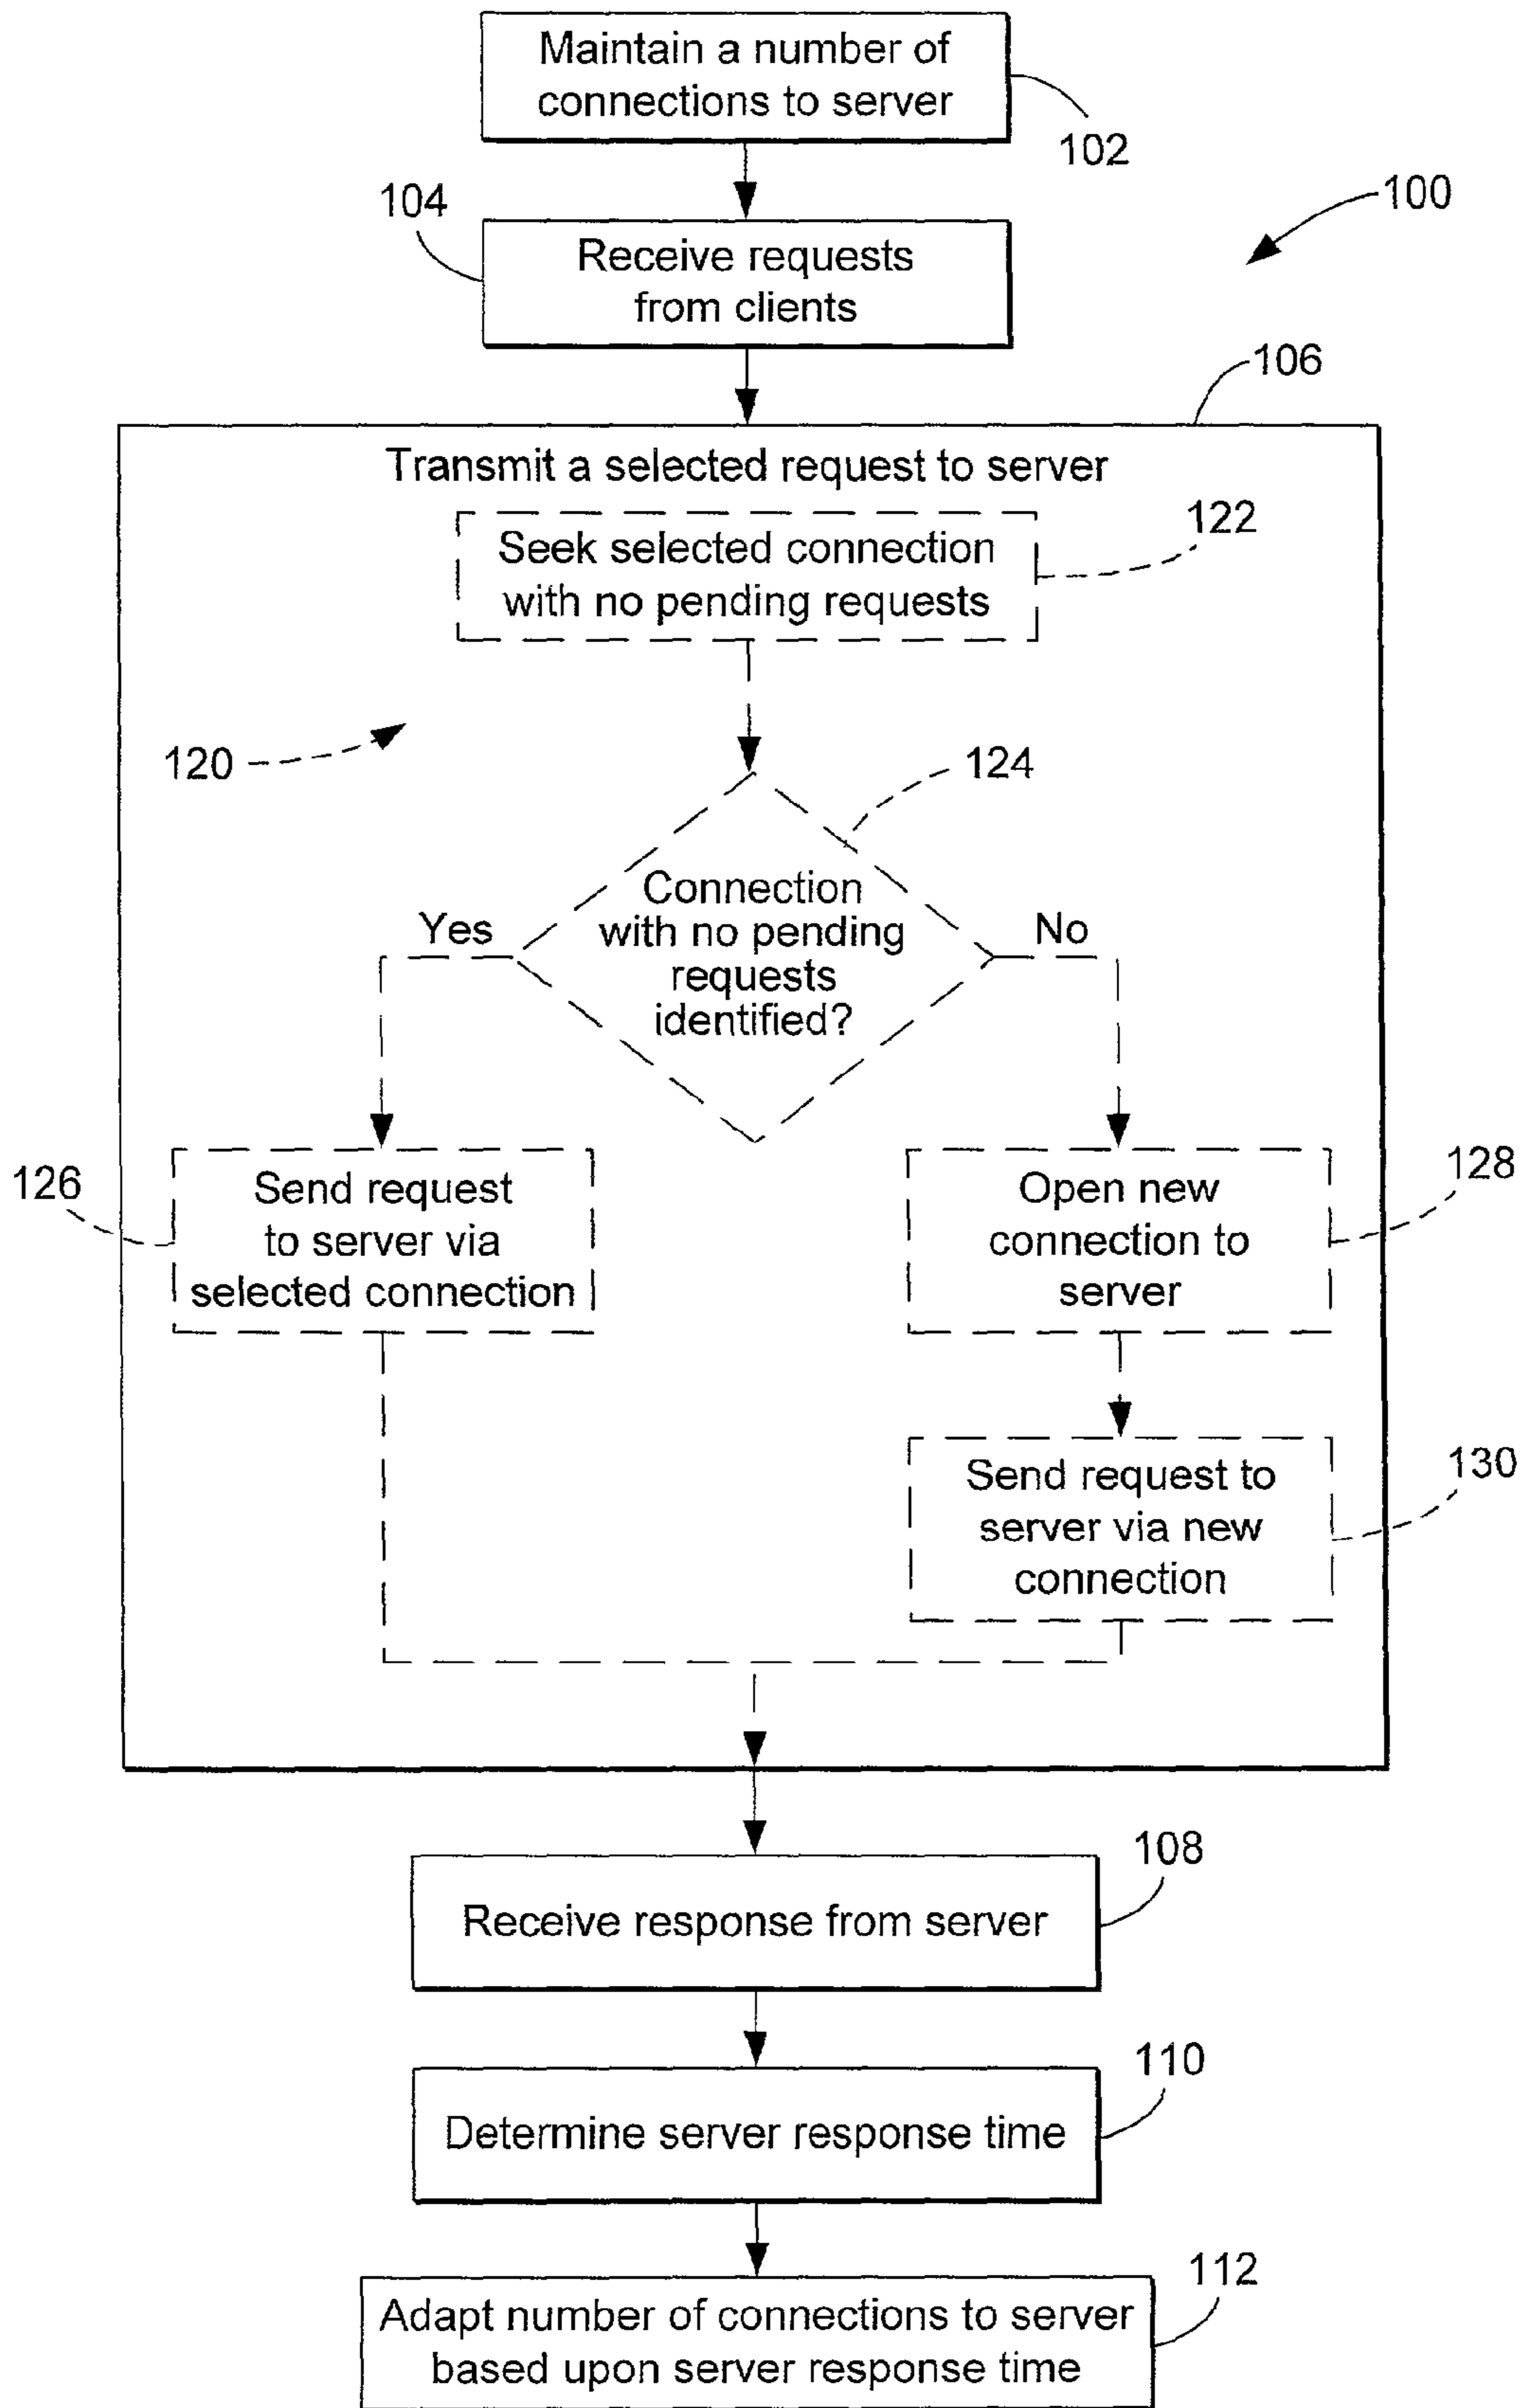 Maintain a number of
connections to server
102
104
100
Receive requests
from clients
106
Transmit a selected request to server
122
Seek selected connection
with no pending requests
120
124
Connection
with no pending
requests
identified?
Yes
No
126
Send request
to server via
selected connection
128
Open new
connection to
server
130
Send request to
server via new
connection
108
Receive response from server
110
Determine server response time
112
Adapt number of connections to server
based upon server response time